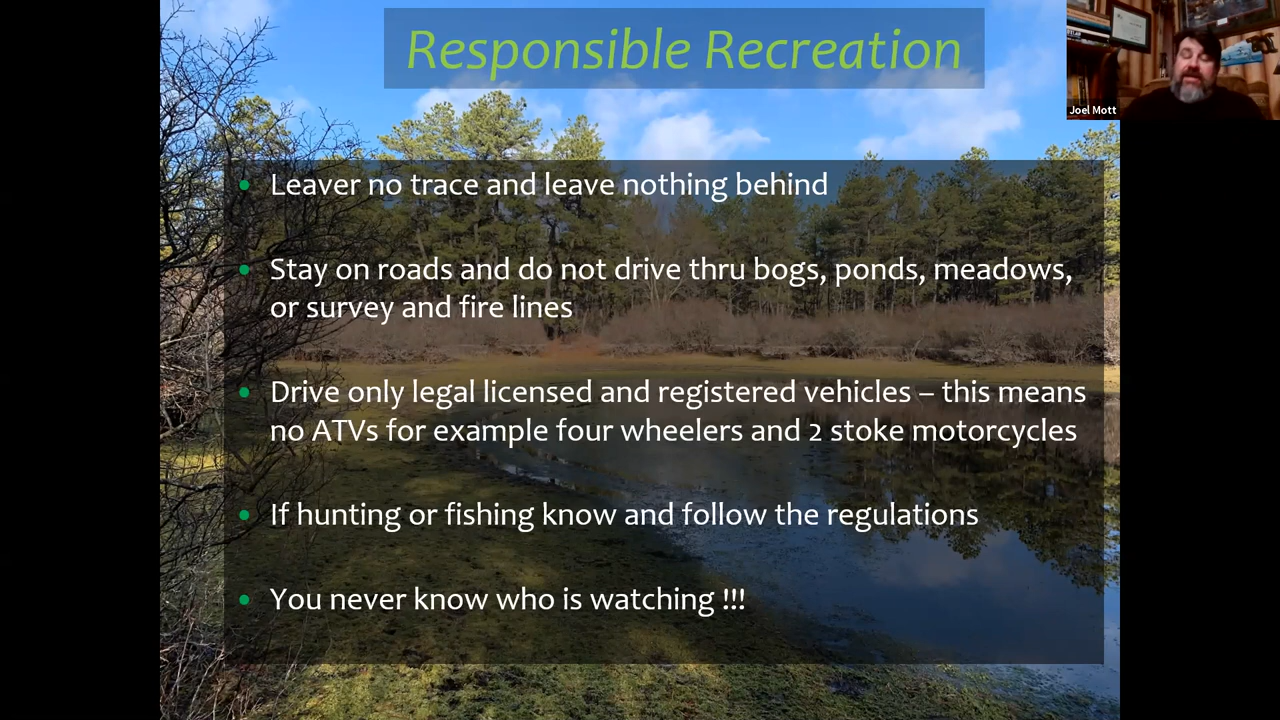 Responsible Recreation
Joel Mott
Leaver no trace and leave nothing behind
Stay on roads and do not drive thru bogs, ponds, meadows,
or survey and fire lines
Drive only legal licensed and registered vehicles – this means
no ATVs for example four wheelers and 2 stoke motorcycles
If hunting or fishing know and follow the regulations
You never know who is watching !!!